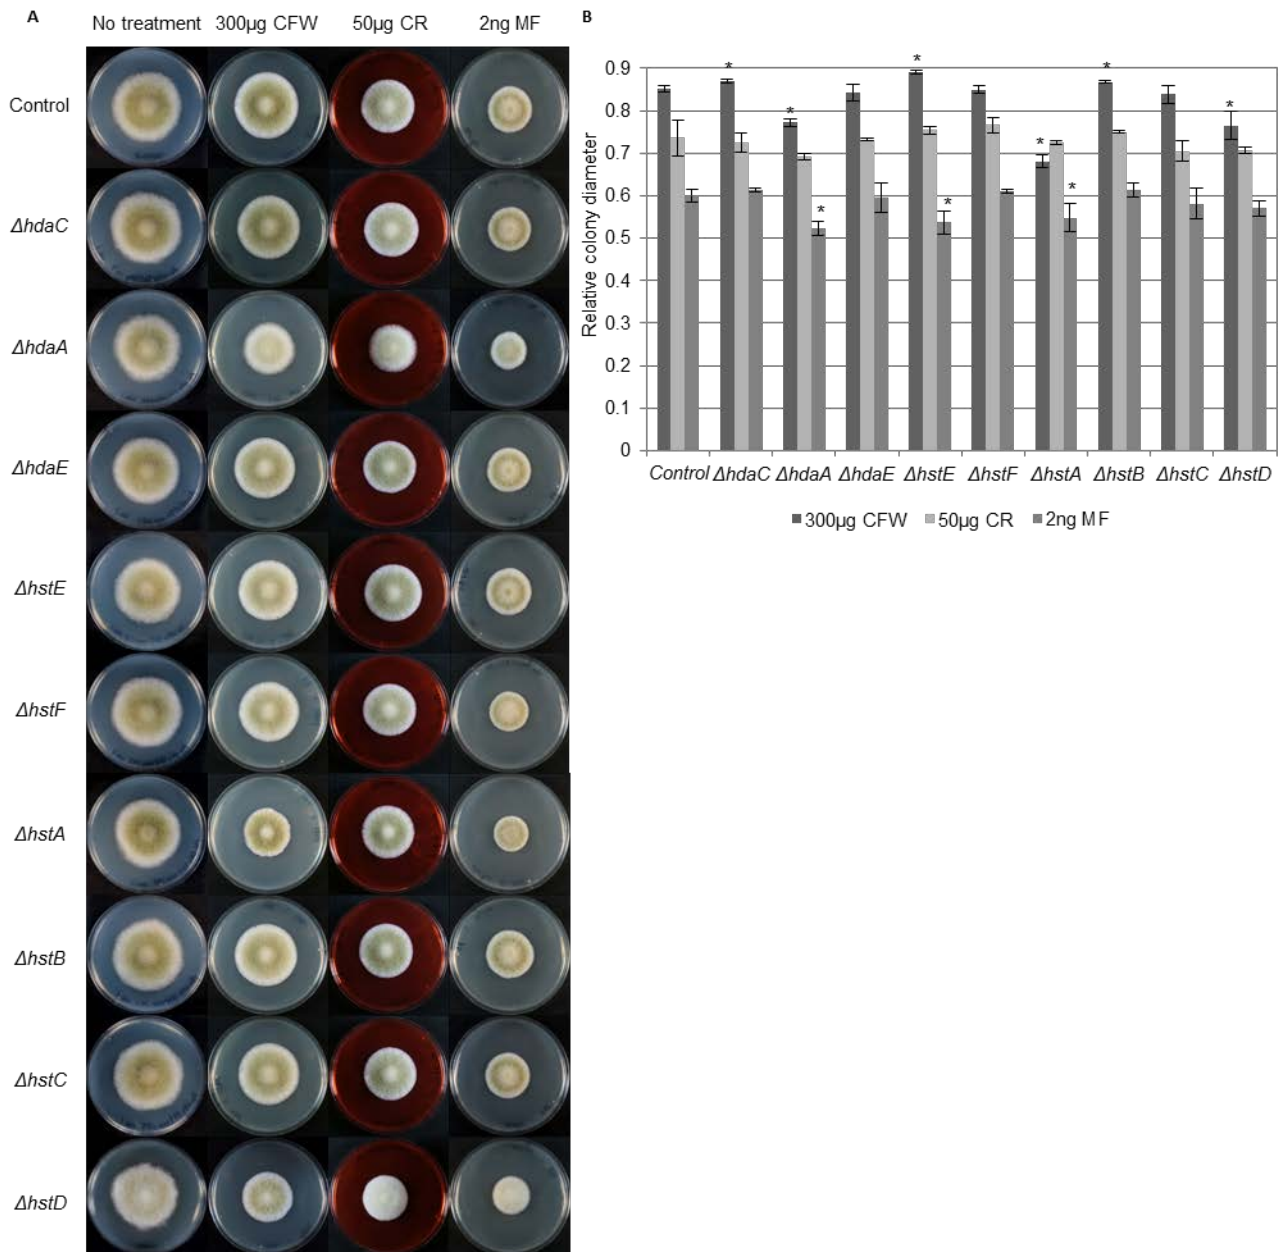 A
B
No treatment 300µg CFW 50µg CR 2ng MF
Control
ΔhdaC
ΔhdaA
ΔhdaE
ΔhstE
ΔhstF
ΔhstA
ΔhstB
ΔhstC
ΔhstD
Relative colony diameter
0.9
0.8
0.7
0.6
0.5
0.4
0.3
0.2
0.1
0
* * * * * * * * *
Control ΔhdaC ΔhdaA ΔhdaE ΔhstE ΔhstF ΔhstA ΔhstB ΔhstC ΔhstD
300µg CFW 50µg CR 2ng MF